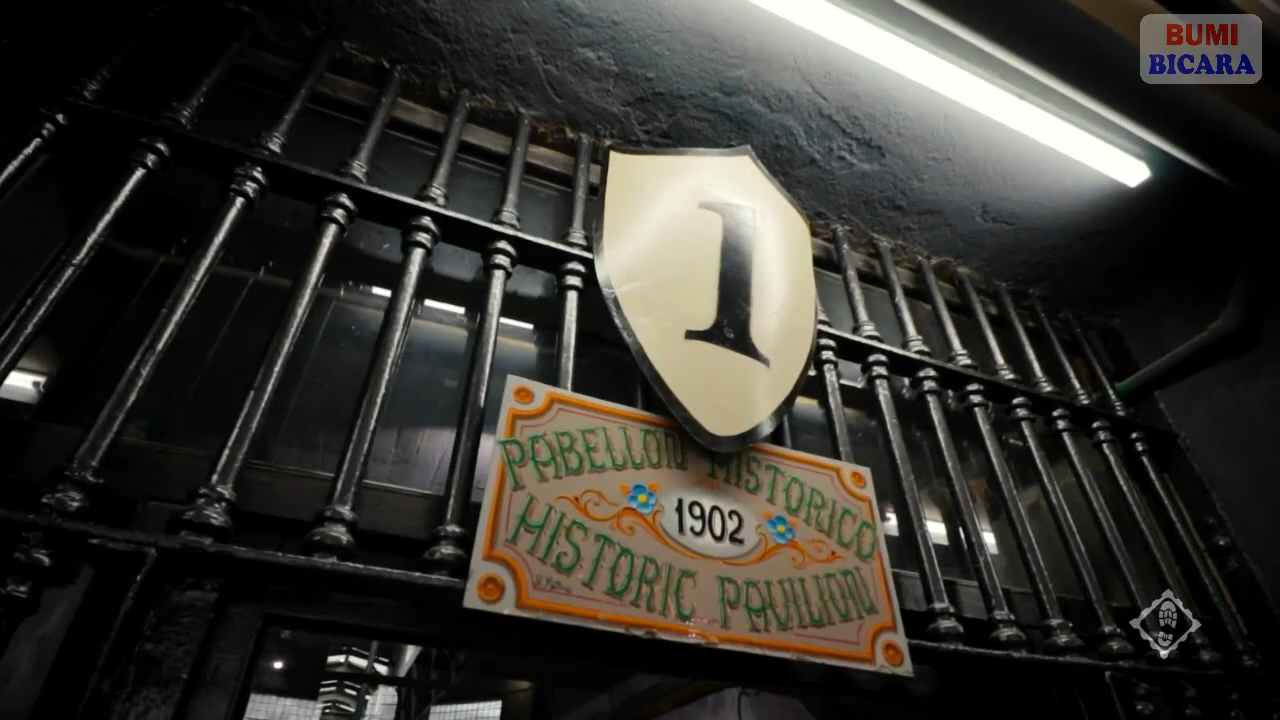 BUMI
BICARA
1
PABELLON HISTORICO
1902
HISTORIC PAVILION